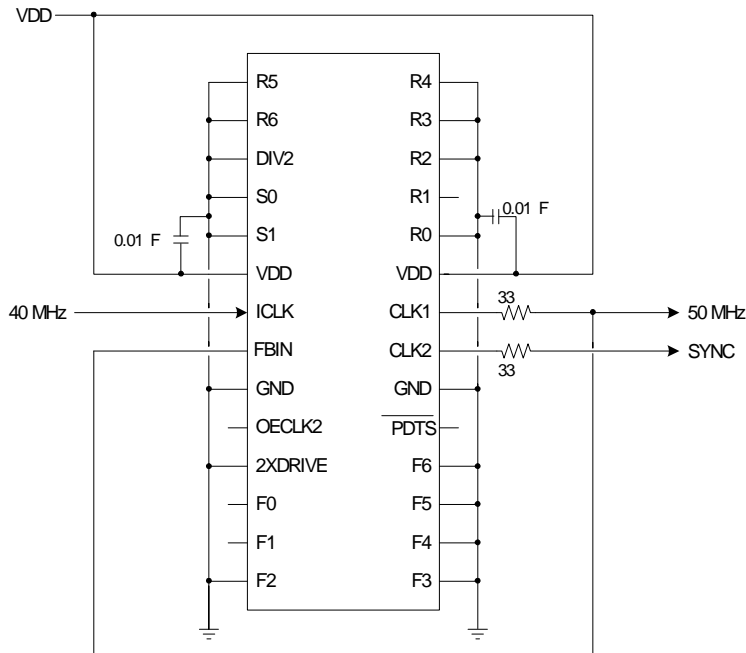 VDD
R5
R6
DIV2
S0
S1
VDD
ICLK
FBIN
GND
OECLK2
2XDRIVE
F0
F1
F2
R4
R3
R2
R1
R0
VDD
CLK1
CLK2
GND
PDTS
F6
F5
F4
F3
0.01 F
0.01 F
40 MHz
33
33
50 MHz
SYNC